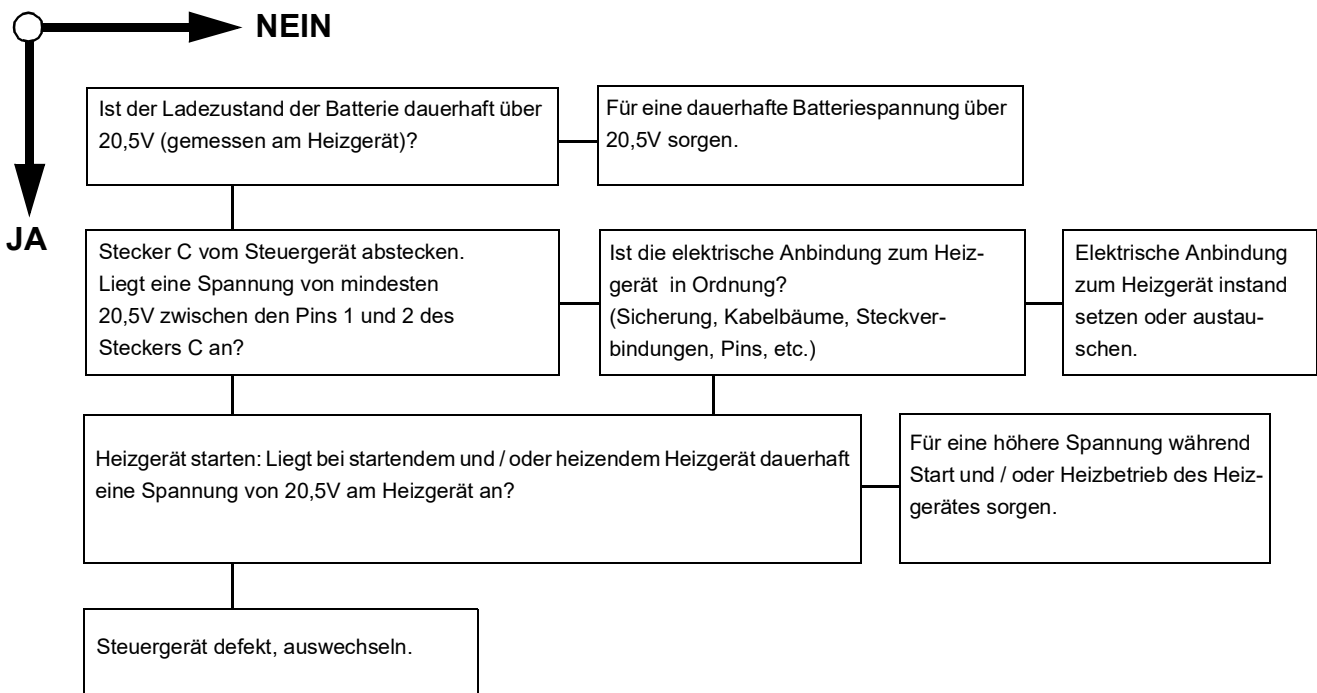 NEIN
JA
Ist der Ladezustand der Batterie dauerhaft über
20,5V (gemessen am Heizgerät)?
Für eine dauerhafte Batteriespannung über
20,5V sorgen.
Stecker C vom Steuergerät abstecken.
Liegt eine Spannung von mindesten
20,5V zwischen den Pins 1 und 2 des
Steckers C an?
Ist die elektrische Anbindung zum Heiz-
gerät in Ordnung?
(Sicherung, Kabelbäume, Steckver-
bindungen, Pins, etc.)
Elektrische Anbindung
zum Heizgerät instand
setzen oder austau-
schen.
Heizgerät starten: Liegt bei startendem und / oder heizendem Heizgerät dauerhaft
eine Spannung von 20,5V am Heizgerät an?
Für eine höhere Spannung während
Start und / oder Heizbetrieb des Heiz-
gerätes sorgen.
Steuergerät defekt, auswechseln.